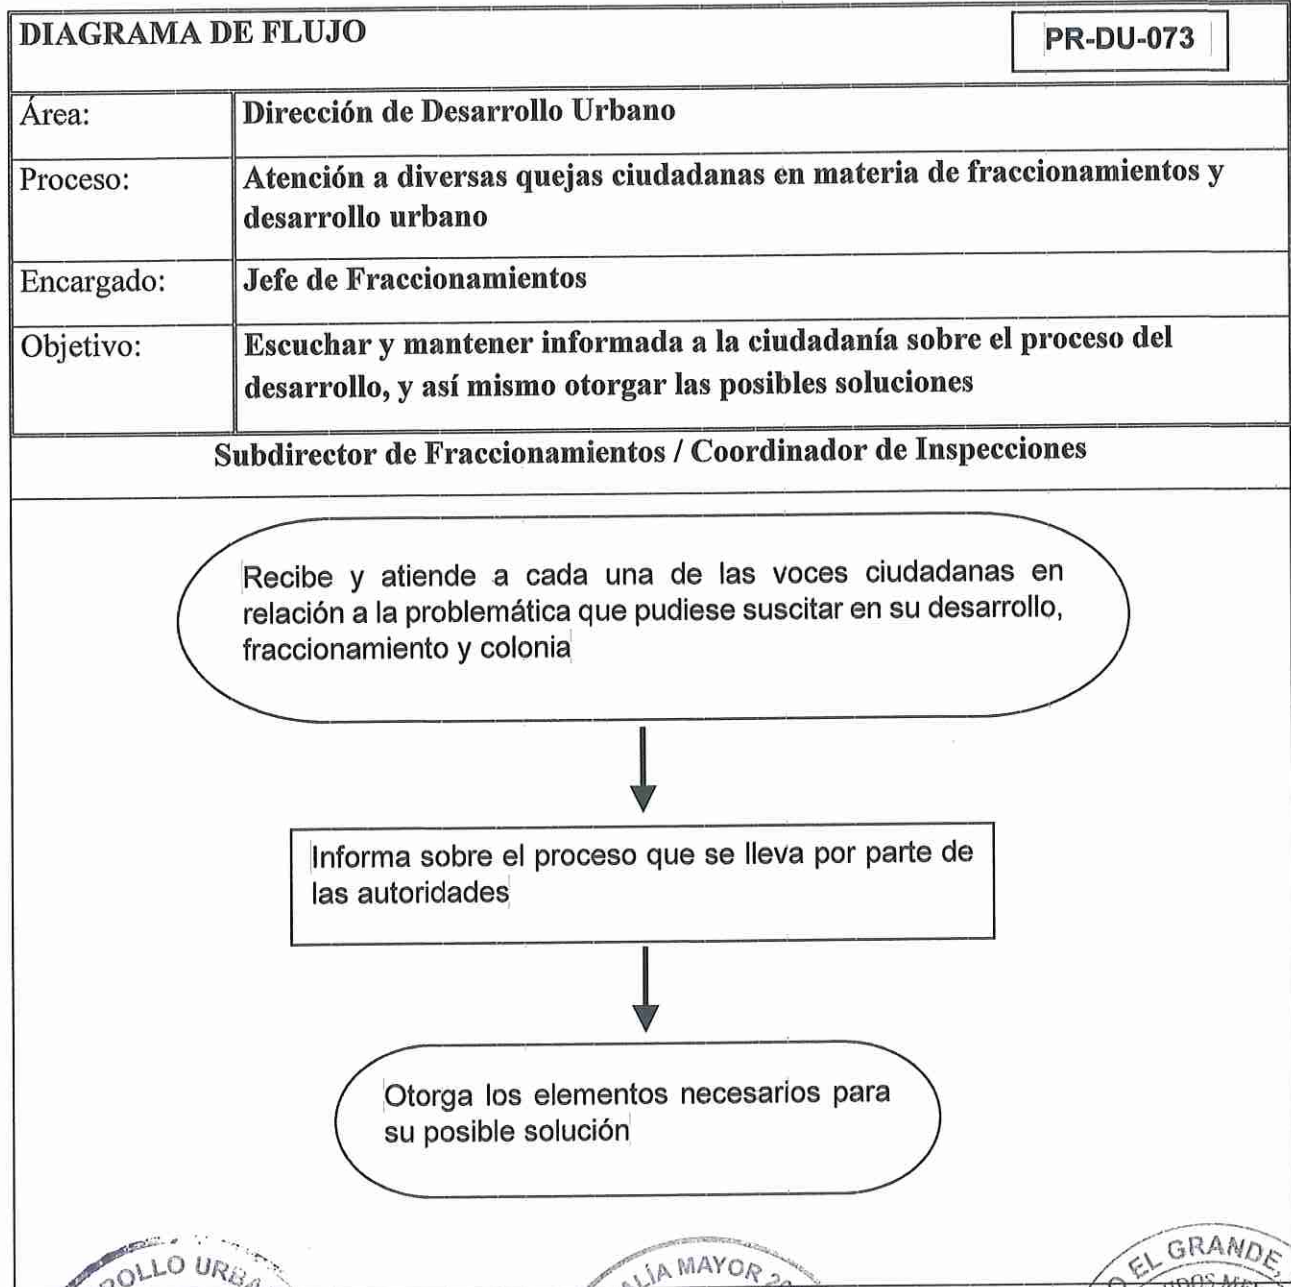 DIAGRAMA DE FLUJO
PR-DU-073
Área:
Dirección de Desarrollo Urbano
Proceso:
Atención a diversas quejas ciudadanas en materia de fraccionamientos y
desarrollo urbano
Encargado:
Jefe de Fraccionamientos
Objetivo:
Escuchar y mantener informada a la ciudadanía sobre el proceso del
desarrollo, y así mismo otorgar las posibles soluciones
Subdirector de Fraccionamientos / Coordinador de Inspecciones
Recibe y atiende a cada una de las voces ciudadanas en
relación a la problemática que pudiese suscitar en su desarrollo,
fraccionamiento y colonia
Informa sobre el proceso que se lleva por parte de
las autoridades
Otorga los elementos necesarios para
su posible solución
MAYOR
EL GRANDE,